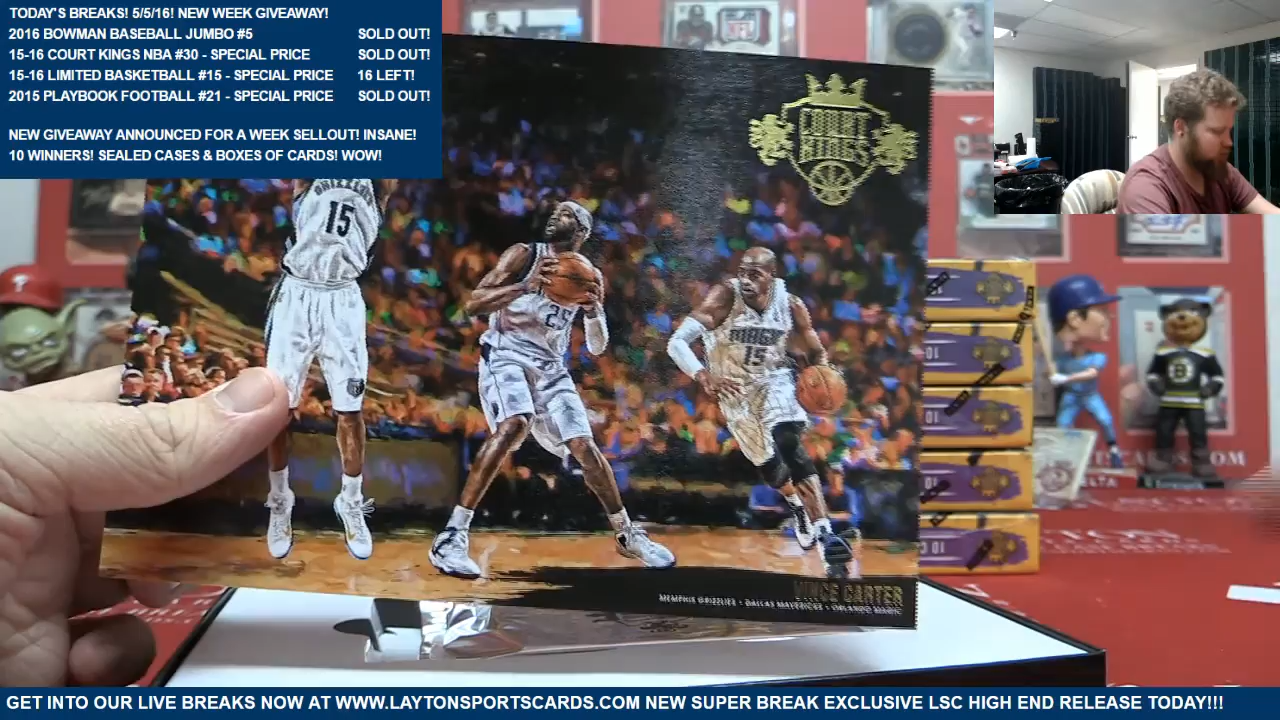 TODAY'S BREAKS! 5/5/16! NEW WEEK GIVEAWAY!
2016 BOWMAN BASEBALL JUMBO #5 SOLD OUT!
15-16 COURT KINGS NBA #30 - SPECIAL PRICE SOLD OUT!
15-16 LIMITED BASKETBALL #15 - SPECIAL PRICE 16 LEFT!
2015 PLAYBOOK FOOTBALL #21 - SPECIAL PRICE SOLD OUT!
NEW GIVEAWAY ANNOUNCED FOR A WEEK SELLOUT! INSANE!
10 WINNERS! SEALED CASES & BOXES OF CARDS! WOW!
COURT
KINGS
GRIZZLIES
15
25
MAGIC
15
VINCE CARTER
MEMPHIS GRIZZLIES • DALLAS MAVERICKS • ORLANDO MAGIC
GET INTO OUR LIVE BREAKS NOW AT WWW.LAYTONSPORTSCARDS.COM NEW SUPER BREAK EXCLUSIVE LSC HIGH END RELEASE TODAY!!!